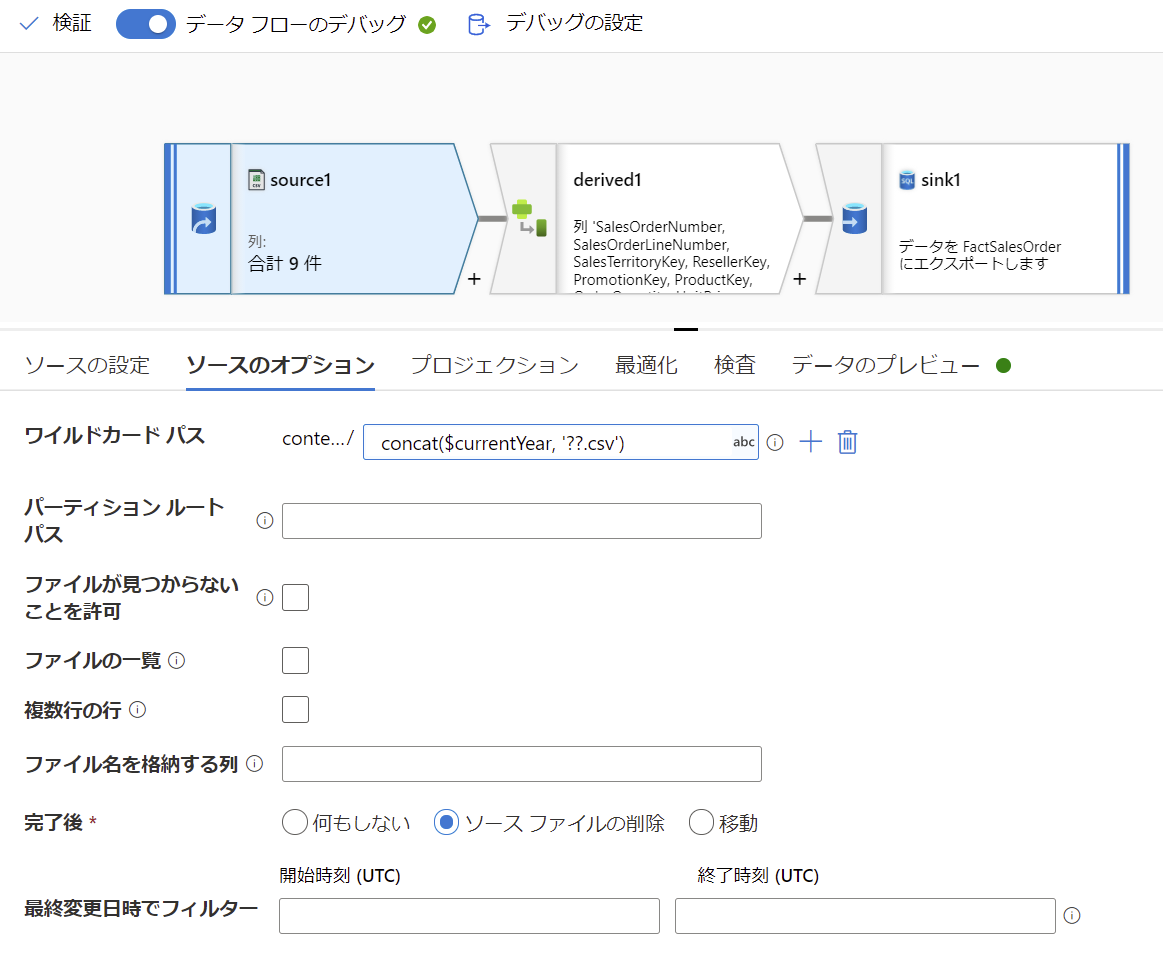 検証 データ フローのデバッグ デバッグの設定
source1
列:
合計 9 件
+
derived1
列 'SalesOrderNumber,
SalesOrderLineNumber,
SalesTerritoryKey, ResellerKey,
PromotionKey, ProductKey,
+
SQL sink1
データを FactSalesOrder
にエクスポートします
ソースの設定 ソースのオプション プロジェクション 最適化 検査 データのプレビュー
ワイルドカード パス conte.../ concat($currentYear, '??.csv') abc
パーティション ルート
パス
ファイルが見つからない
ことを許可
ファイルの一覧
複数行の行
ファイル名を格納する列
完了後 * 何もしない ソース ファイルの削除 移動
開始時刻 (UTC) 終了時刻 (UTC)
最終変更日時でフィルター